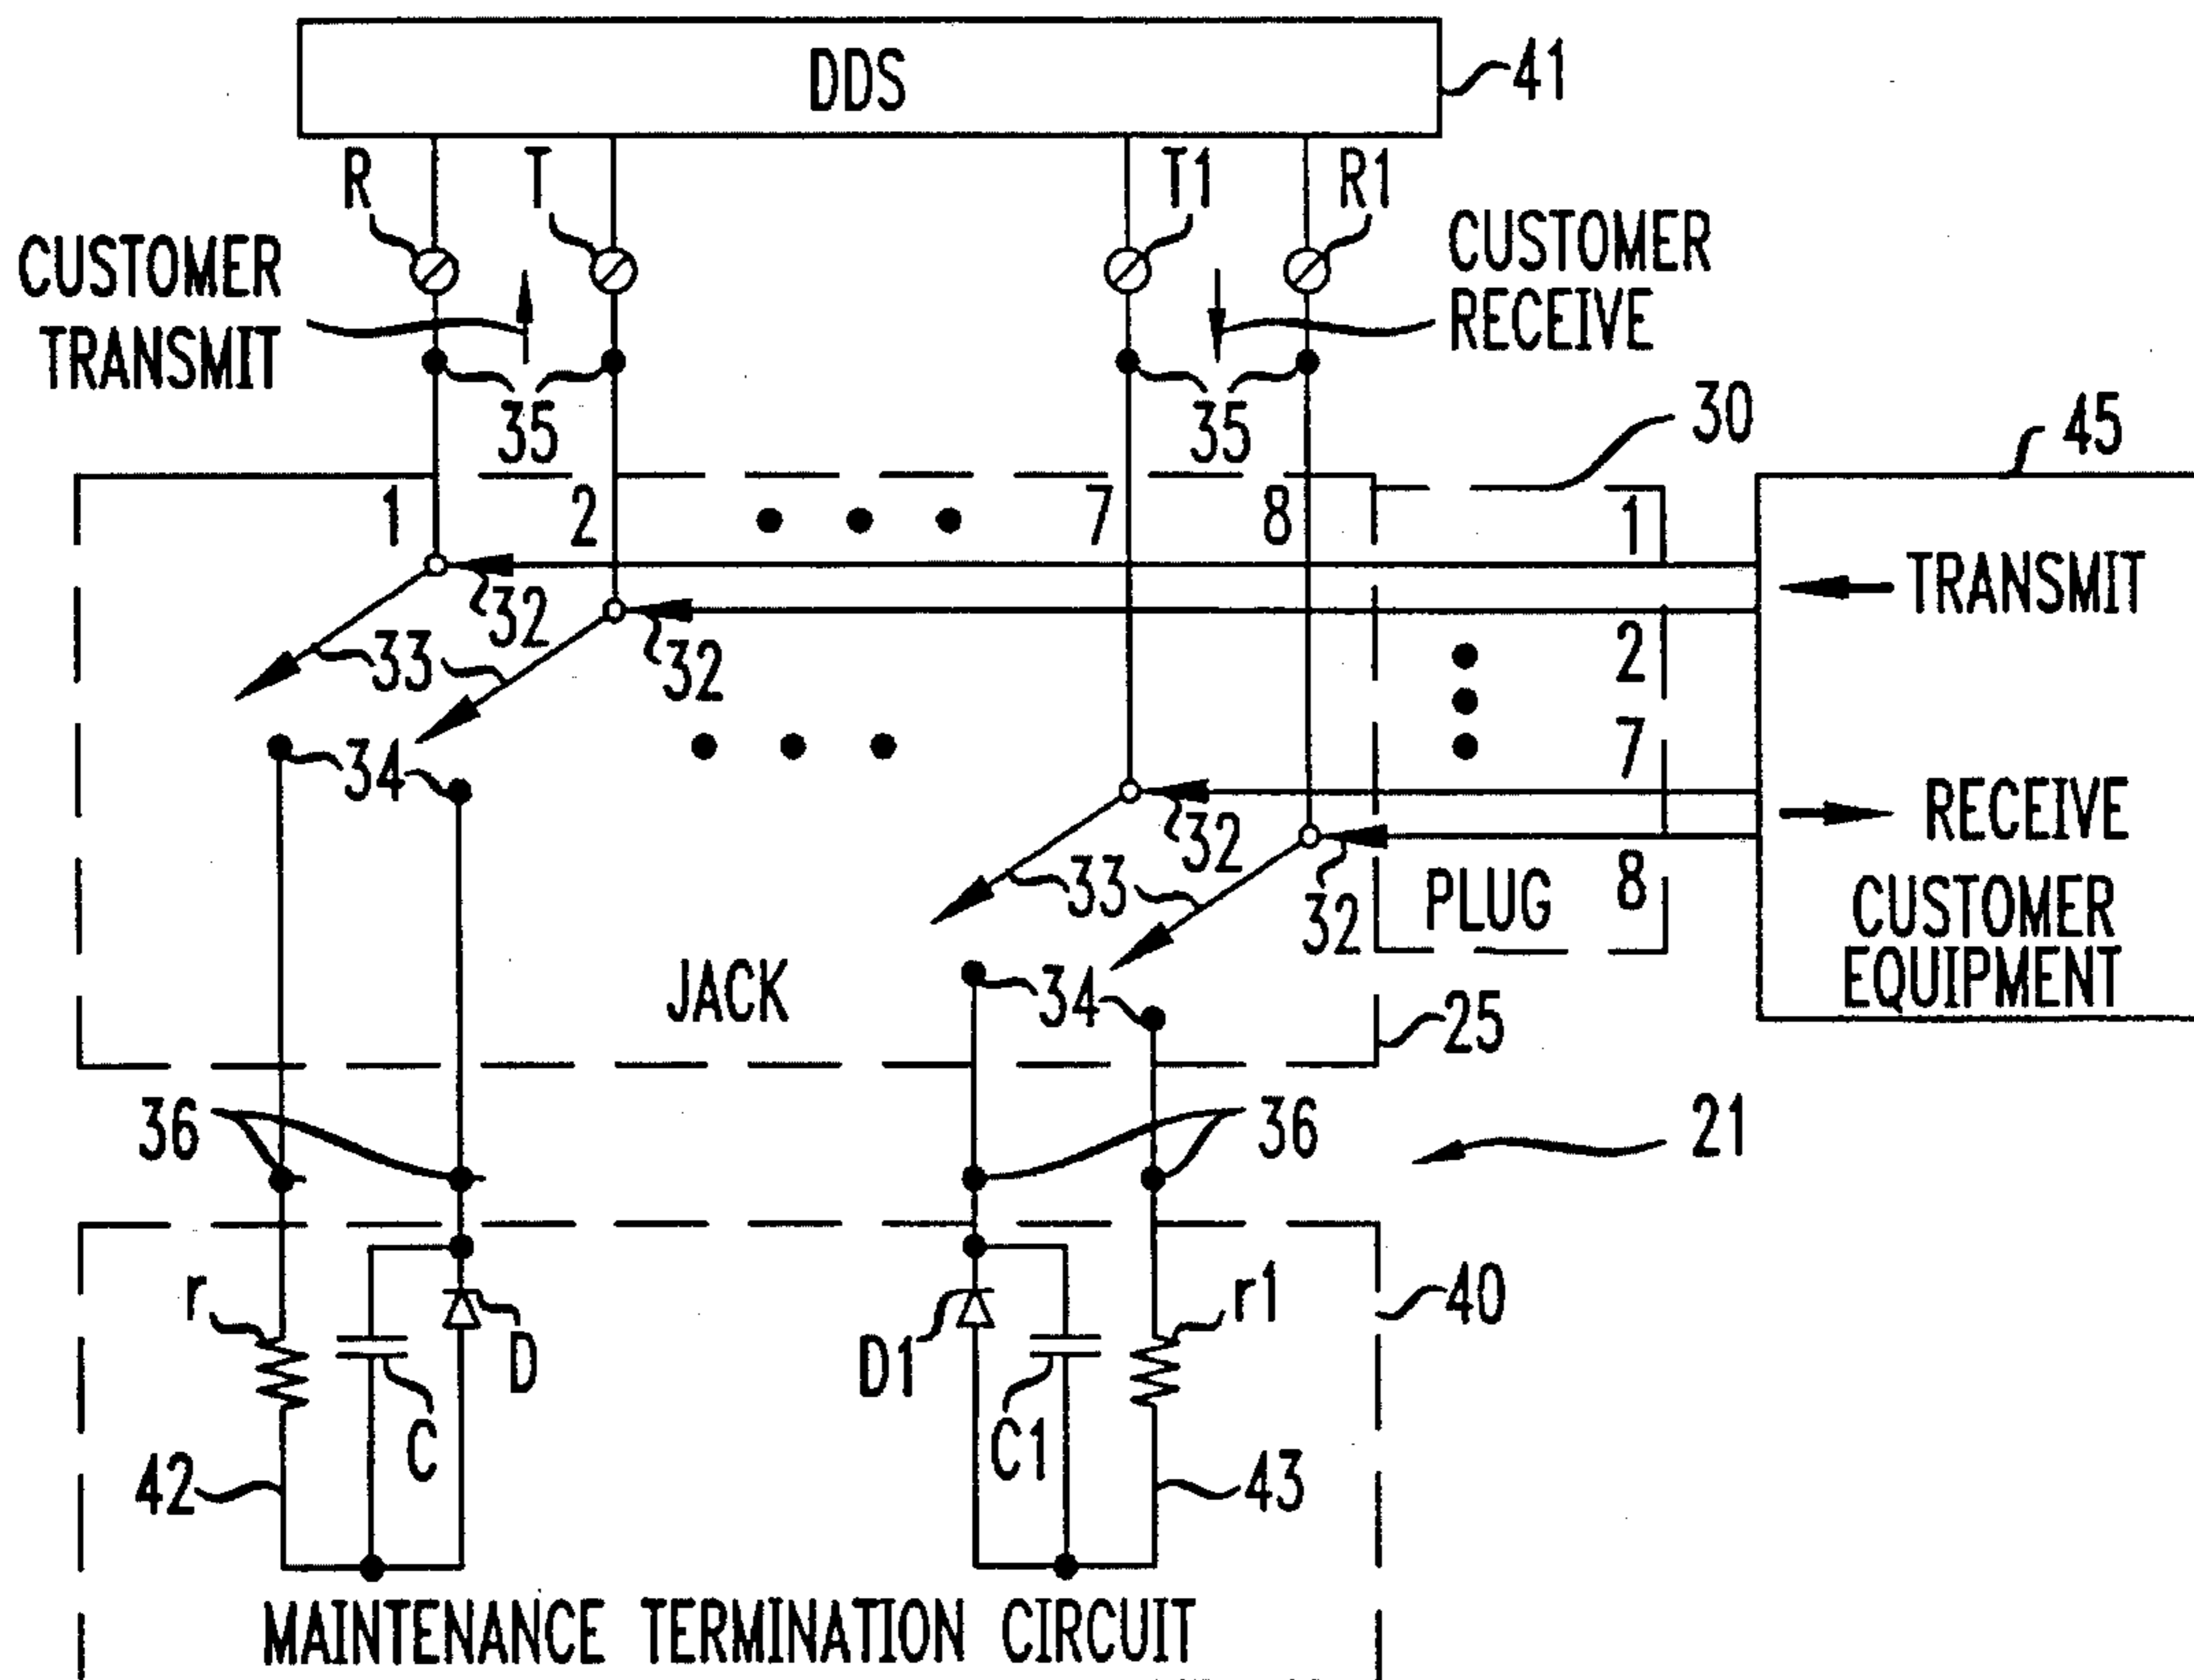 DDS
41
R
T
T1
R1
CUSTOMER
TRANSMIT
CUSTOMER
RECEIVE
35
35
30
45
1
2
7
8
1
TRANSMIT
32
32
2
33
34
7
32
RECEIVE
33
32
PLUG
8
CUSTOMER
EQUIPMENT
JACK
34
25
36
36
21
r
C
D
D1
C1
r1
40
42
43
MAINTENANCE TERMINATION CIRCUIT